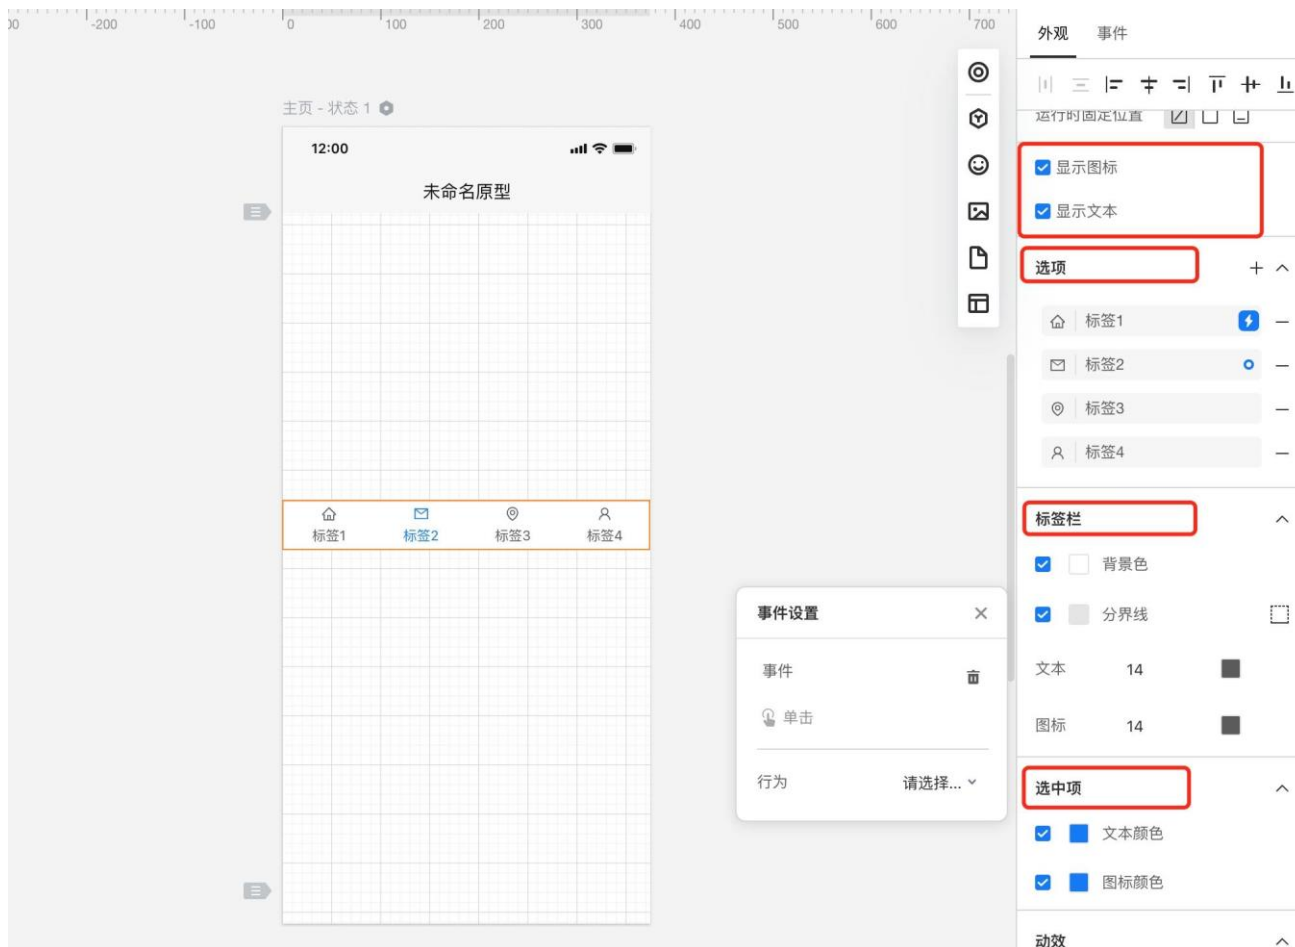 00 -200 -100 0 100 200 300 400 500 600 700
外观 事件
运行时固定位置
主页 - 状态 1
12:00
未命名原型
显示图标
显示文本
选项
标签1
标签2
标签3
标签4
标签1 标签2 标签3 标签4
标签栏
背景色
分界线
文本 14
图标 14
事件设置
事件
单击
行为 请选择...
选中项
文本颜色
图标颜色
动效